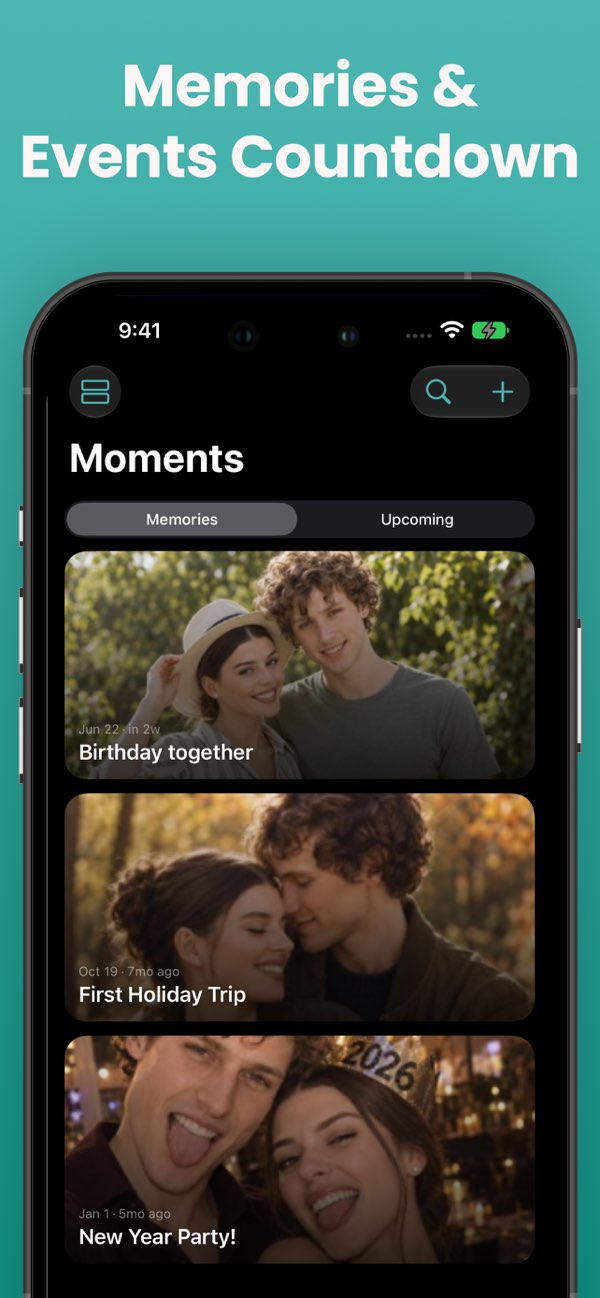 Memories &
Events Countdown
9:41
Moments
Memories
Upcoming
Jun 22 · in 2w
Birthday together
Oct 19 · 7mo ago
First Holiday Trip
2026
Jan 1 · 5mo ago
New Year Party!